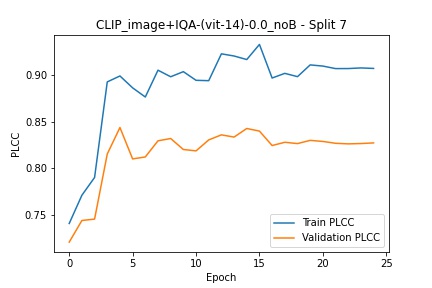 CLIP_image+IQA-(vit-14)-0.0_noB - Split 7
0.90
0.85
0.80
0.75
PLCC
Train PLCC
Validation PLCC
0 5 10 15 20 25
Epoch